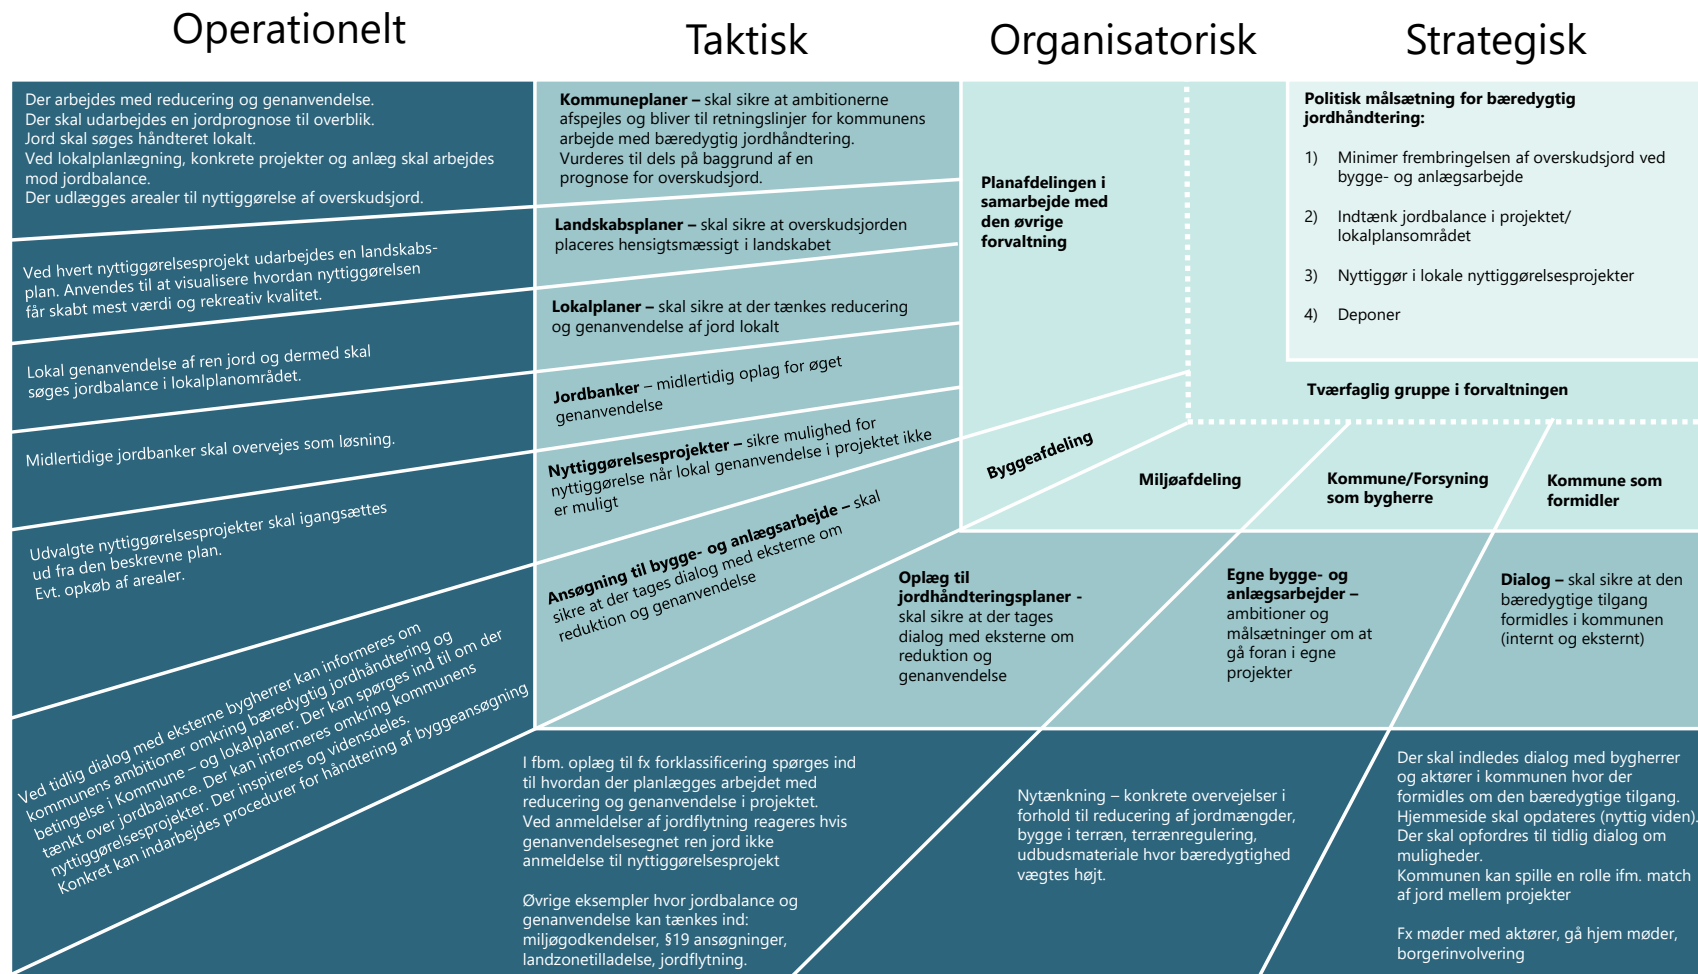 Operationelt
Taktisk
Organisatorisk
Strategisk
Der arbejdes med reducering og genanvendelse.
Der skal udarbejdes en jordprognose til overblik.
Jord skal søges håndteret lokalt.
Ved lokalplanlægning, konkrete projekter og anlæg skal arbejdes
mod jordbalance.
Der udlægges arealer til nyttiggørelse af overskudsjord.
Ved hvert nyttiggørelsesprojekt udarbejdes en landskabs-
plan. Anvendes til at visualisere hvordan nyttiggørelsen
får skabt mest værdi og rekreativ kvalitet.
Lokal genanvendelse af ren jord og dermed skal
søges jordbalance i lokalplanområdet.
Midlertidige jordbanker skal overvejes som løsning.
Udvalgte nyttiggørelsesprojekter skal igangsættes
ud fra den beskrevne plan.
Evt. opkøb af arealer.
Ved tidlig dialog med eksterne bygherrer kan informeres om
kommunens ambitioner omkring bæredygtig jordhåndtering og
betingelse i Kommune – og lokalplaner. Der kan spørges ind til om der
tænkt over jordbalance. Der kan informeres omkring kommunens
nyttiggørelsesprojekter. Der inspireres og vidensdeles.
Konkret kan indarbejdes procedurer for håndtering af byggeansøgning
Kommuneplaner – skal sikre at ambitionerne
afspejles og bliver til retningslinjer for kommunens
arbejde med bæredygtig jordhåndtering.
Vurderes til dels på baggrund af en
prognose for overskudsjord.
Landskabsplaner – skal sikre at overskudsjorden
placeres hensigtsmæssigt i landskabet
Lokalplaner – skal sikre at der tænkes reducering
og genanvendelse af jord lokalt
Jordbanker – midlertidig oplag for øget
genanvendelse
Nyttiggørelsesprojekter – sikre mulighed for
nyttiggørelse når lokal genanvendelse i projektet ikke
er muligt
Ansøgning til bygge- og anlægsarbejde – skal
sikre at der tages dialog med eksterne om
reduktion og genanvendelse
Planafdelingen i
samarbejde med
den øvrige
forvaltning
Byggeafdeling
Miljøafdeling
Kommune/Forsyning
som bygherre
Kommune som
formidler
Politisk målsætning for bæredygtig
jordhåndtering:
1) Minimer frembringelsen af overskudsjord ved
bygge- og anlægsarbejde
2) Indtænk jordbalance i projektet/
lokalplansområdet
3) Nyttiggør i lokale nyttiggørelsesprojekter
4) Deponer
Tværfaglig gruppe i forvaltningen
Oplæg til
jordhåndteringsplaner -
skal sikre at der tages
dialog med eksterne om
reduktion og
genanvendelse
Egne bygge- og
anlægsarbejder –
ambitioner og
målsætninger om at
gå foran i egne
projekter
Dialog – skal sikre at den
bæredygtige tilgang
formidles i kommunen
(internt og eksternt)
I fbm. oplæg til fx forklassificering spørges ind
til hvordan der planlægges arbejdet med
reducering og genanvendelse i projektet.
Ved anmeldelser af jordflytning reageres hvis
genanvendelsesegnet ren jord ikke
anmeldelse til nyttiggørelsesprojekt
Øvrige eksempler hvor jordbalance og
genanvendelse kan tænkes ind:
miljøgodkendelser, §19 ansøgninger,
landzonetilladelse, jordflytning.
Nytænkning – konkrete overvejelser i
forhold til reducering af jordmængder,
bygge i terræn, terrænregulering,
udbudsmateriale hvor bæredygtighed
vægtes højt.
Der skal indledes dialog med bygherrer
og aktører i kommunen hvor der
formidles om den bæredygtige tilgang.
Hjemmeside skal opdateres (nyttig viden).
Der skal opfordres til tidlig dialog om
muligheder.
Kommunen kan spille en rolle ifm. match
af jord mellem projekter
Fx møder med aktører, gå hjem møder,
borgerinvolvering